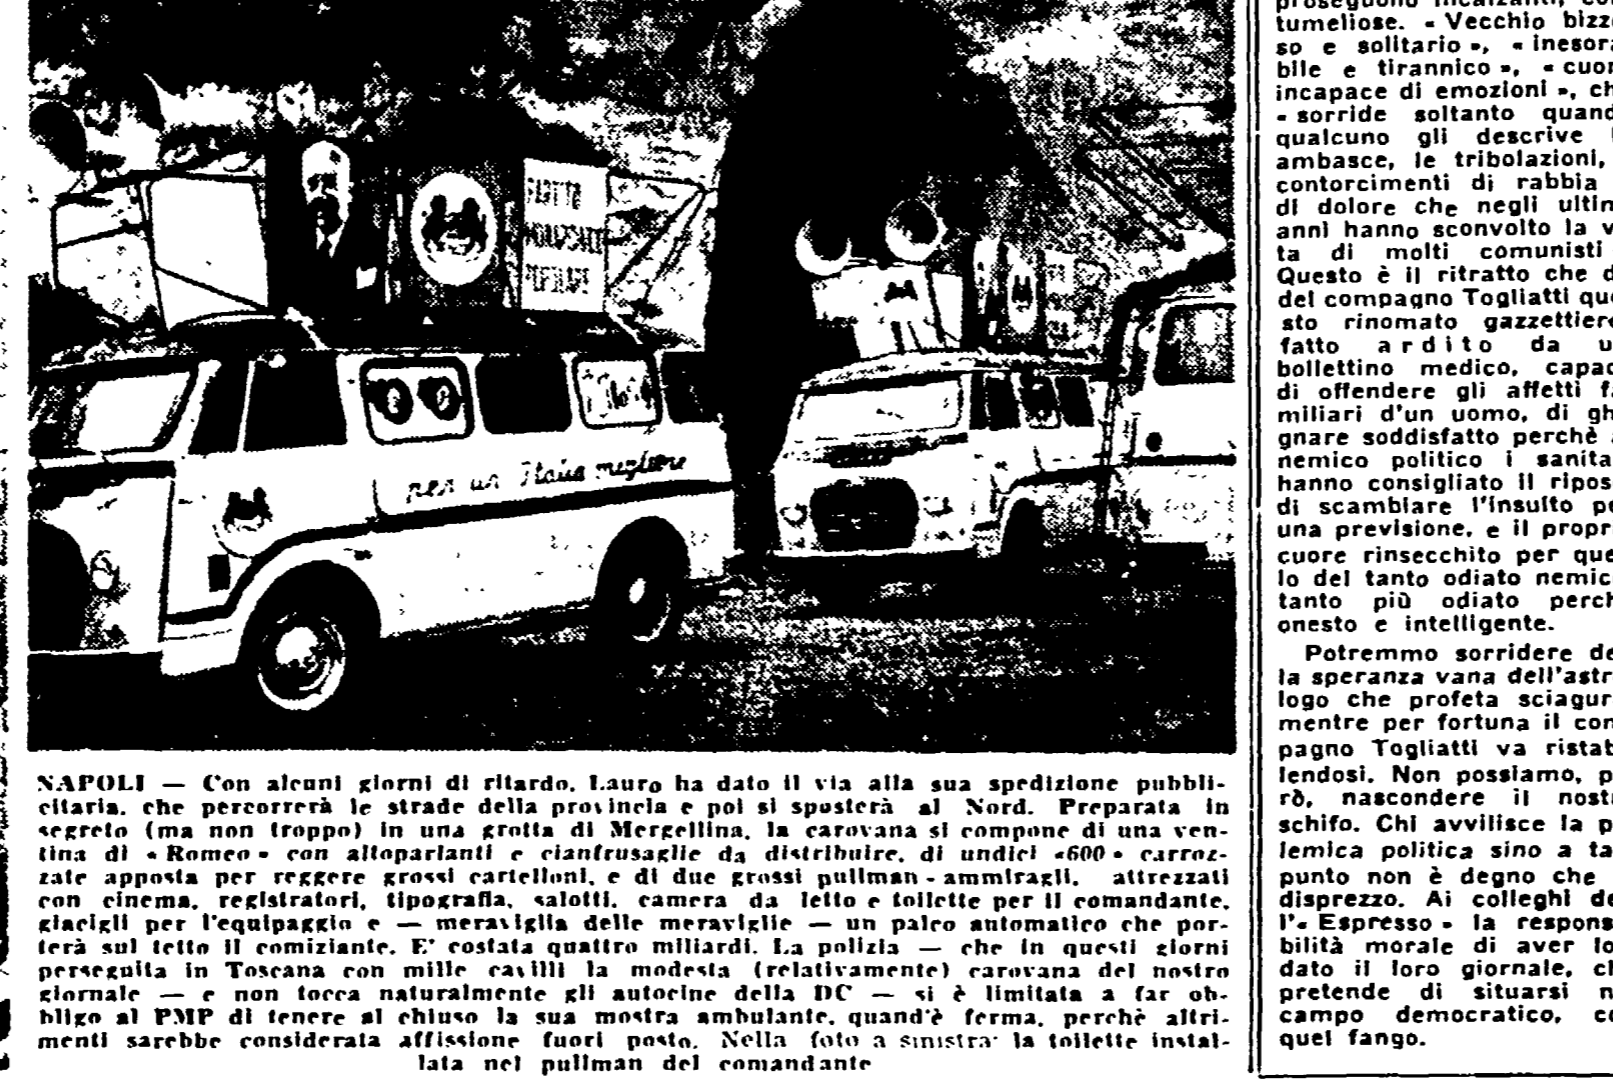 PARTITO
MONARCHICO
POPOLARE
per un Italia migliore
NAPOLI — Con alcuni giorni di ritardo, Lauro ha dato il via alla sua spedizione pubbli-
citaria, che percorrerà le strade della provincia e poi si sposterà al Nord. Preparata in
segreto (ma non troppo) in una grotta di Mergellina, la carovana si compone di una ven-
tina di « Romeo » con altoparlanti e cianfrusaglie da distribuire, di undici «600» carroz-
zate apposta per reggere grossi cartelloni, e di due grossi pullman - ammiragli, attrezzati
con cinema, registratori, tipografia, salotti, camera da letto e toilette per il comandante,
giacigli per l'equipaggio e — meraviglia delle meraviglie — un palco automatico che por-
terà sul tetto il comiziante. E' costata quattro miliardi. La polizia — che in questi giorni
perseguita in Toscana con mille cavilli la modesta (relativamente) carovana del nostro
giornale — e non tocca naturalmente gli autocine della DC — si è limitata a far ob-
bligo al PMP di tenere al chiuso la sua mostra ambulante, quand'è ferma, perchè altri-
menti sarebbe considerata affissione fuori posto. Nella foto a sinistra: la toilette instal-
lata nel pullman del comandante
proseguono incalzanti, con
tumeliose. « Vecchio bizzo
so e solitario », « inesora
bile e tirannico », « cuor
incapace di emozioni », ch
« sorride soltanto quand
qualcuno gli descrive l
ambasce, le tribolazioni,
contorcimenti di rabbia
di dolore che negli ultim
anni hanno sconvolto la v
ta di molti comunisti
Questo è il ritratto che d
del compagno Togliatti que
sto rinomato gazzettiere
fatto ardito da u
bollettino medico, capac
di offendere gli affetti fa
miliari d'un uomo, di gh
gnare soddisfatto perchè a
nemico politico i sanita
hanno consigliato il ripos
di scambiare l'insulto pe
una previsione, e il propri
cuore rinsecchito per que
lo del tanto odiato nemic
tanto più odiato perch
onesto e intelligente.
Potremmo sorridere de
la speranza vana dell'astr
logo che profeta sciagur
mentre per fortuna il com
pagno Togliatti va ristab
lendosi. Non possiamo, p
rò, nascondere il nostr
schifo. Chi avvilisce la p
lemica politica sino a ta
punto non è degno che
disprezzo. Ai colleghi de
l'« Espresso » la respons
bilità morale di aver lo
dato il loro giornale, ch
pretende di situarsi n
campo democratico, co
quel fango.